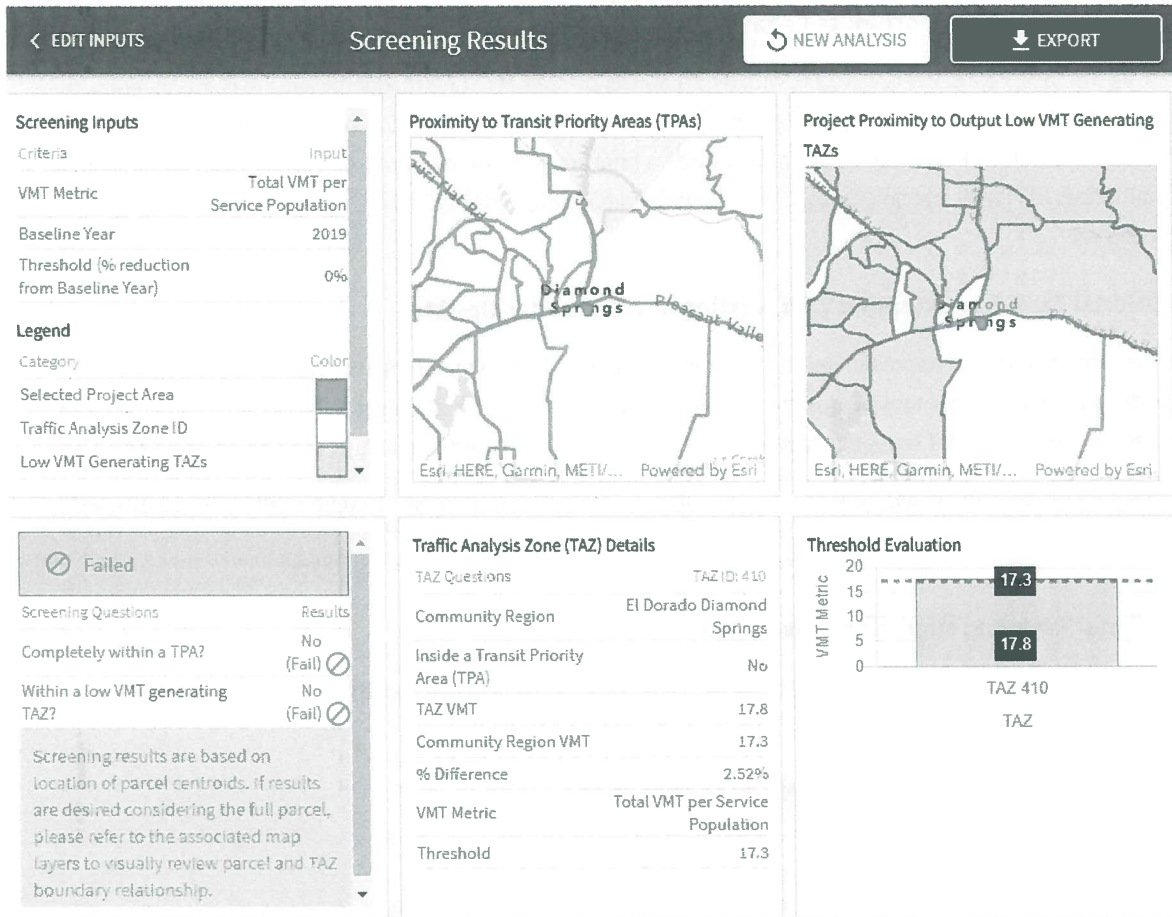 EDIT INPUTS
Screening Results
NEW ANALYSIS
EXPORT
Screening Inputs
Criteria Input
VMT Metric Total VMT per
Service Population
Baseline Year 2019
Threshold (% reduction
from Baseline Year) 0%
Legend
Category Color
Selected Project Area
Traffic Analysis Zone ID
Low VMT Generating TAZs
Proximity to Transit Priority Areas (TPAs)
Flat Rd
Diamond
Springs
Pleasant Valle
Esri, HERE, Garmin, METI/... Powered by Esri
Project Proximity to Output Low VMT Generating
TAZs
Diamond
Springs
Pleasant Valle
Esri, HERE, Garmin, METI/... Powered by Esri
Failed
Screening Questions Results
Completely within a TPA? No
(Fail)
Within a low VMT generating No
TAZ? (Fail)
Screening results are based on
location of parcel centroids. If results
are desired considering the full parcel,
please refer to the associated map
layers to visually review parcel and TAZ
boundary relationship.
Traffic Analysis Zone (TAZ) Details
TAZ Questions TAZ ID: 410
Community Region El Dorado Diamond
Springs
Inside a Transit Priority
Area (TPA) No
TAZ VMT 17.8
Community Region VMT 17.3
% Difference 2.52%
VMT Metric Total VMT per Service
Population
Threshold 17.3
Threshold Evaluation
VMT Metric
20
15
10
5
0
17.3
17.8
TAZ 410
TAZ